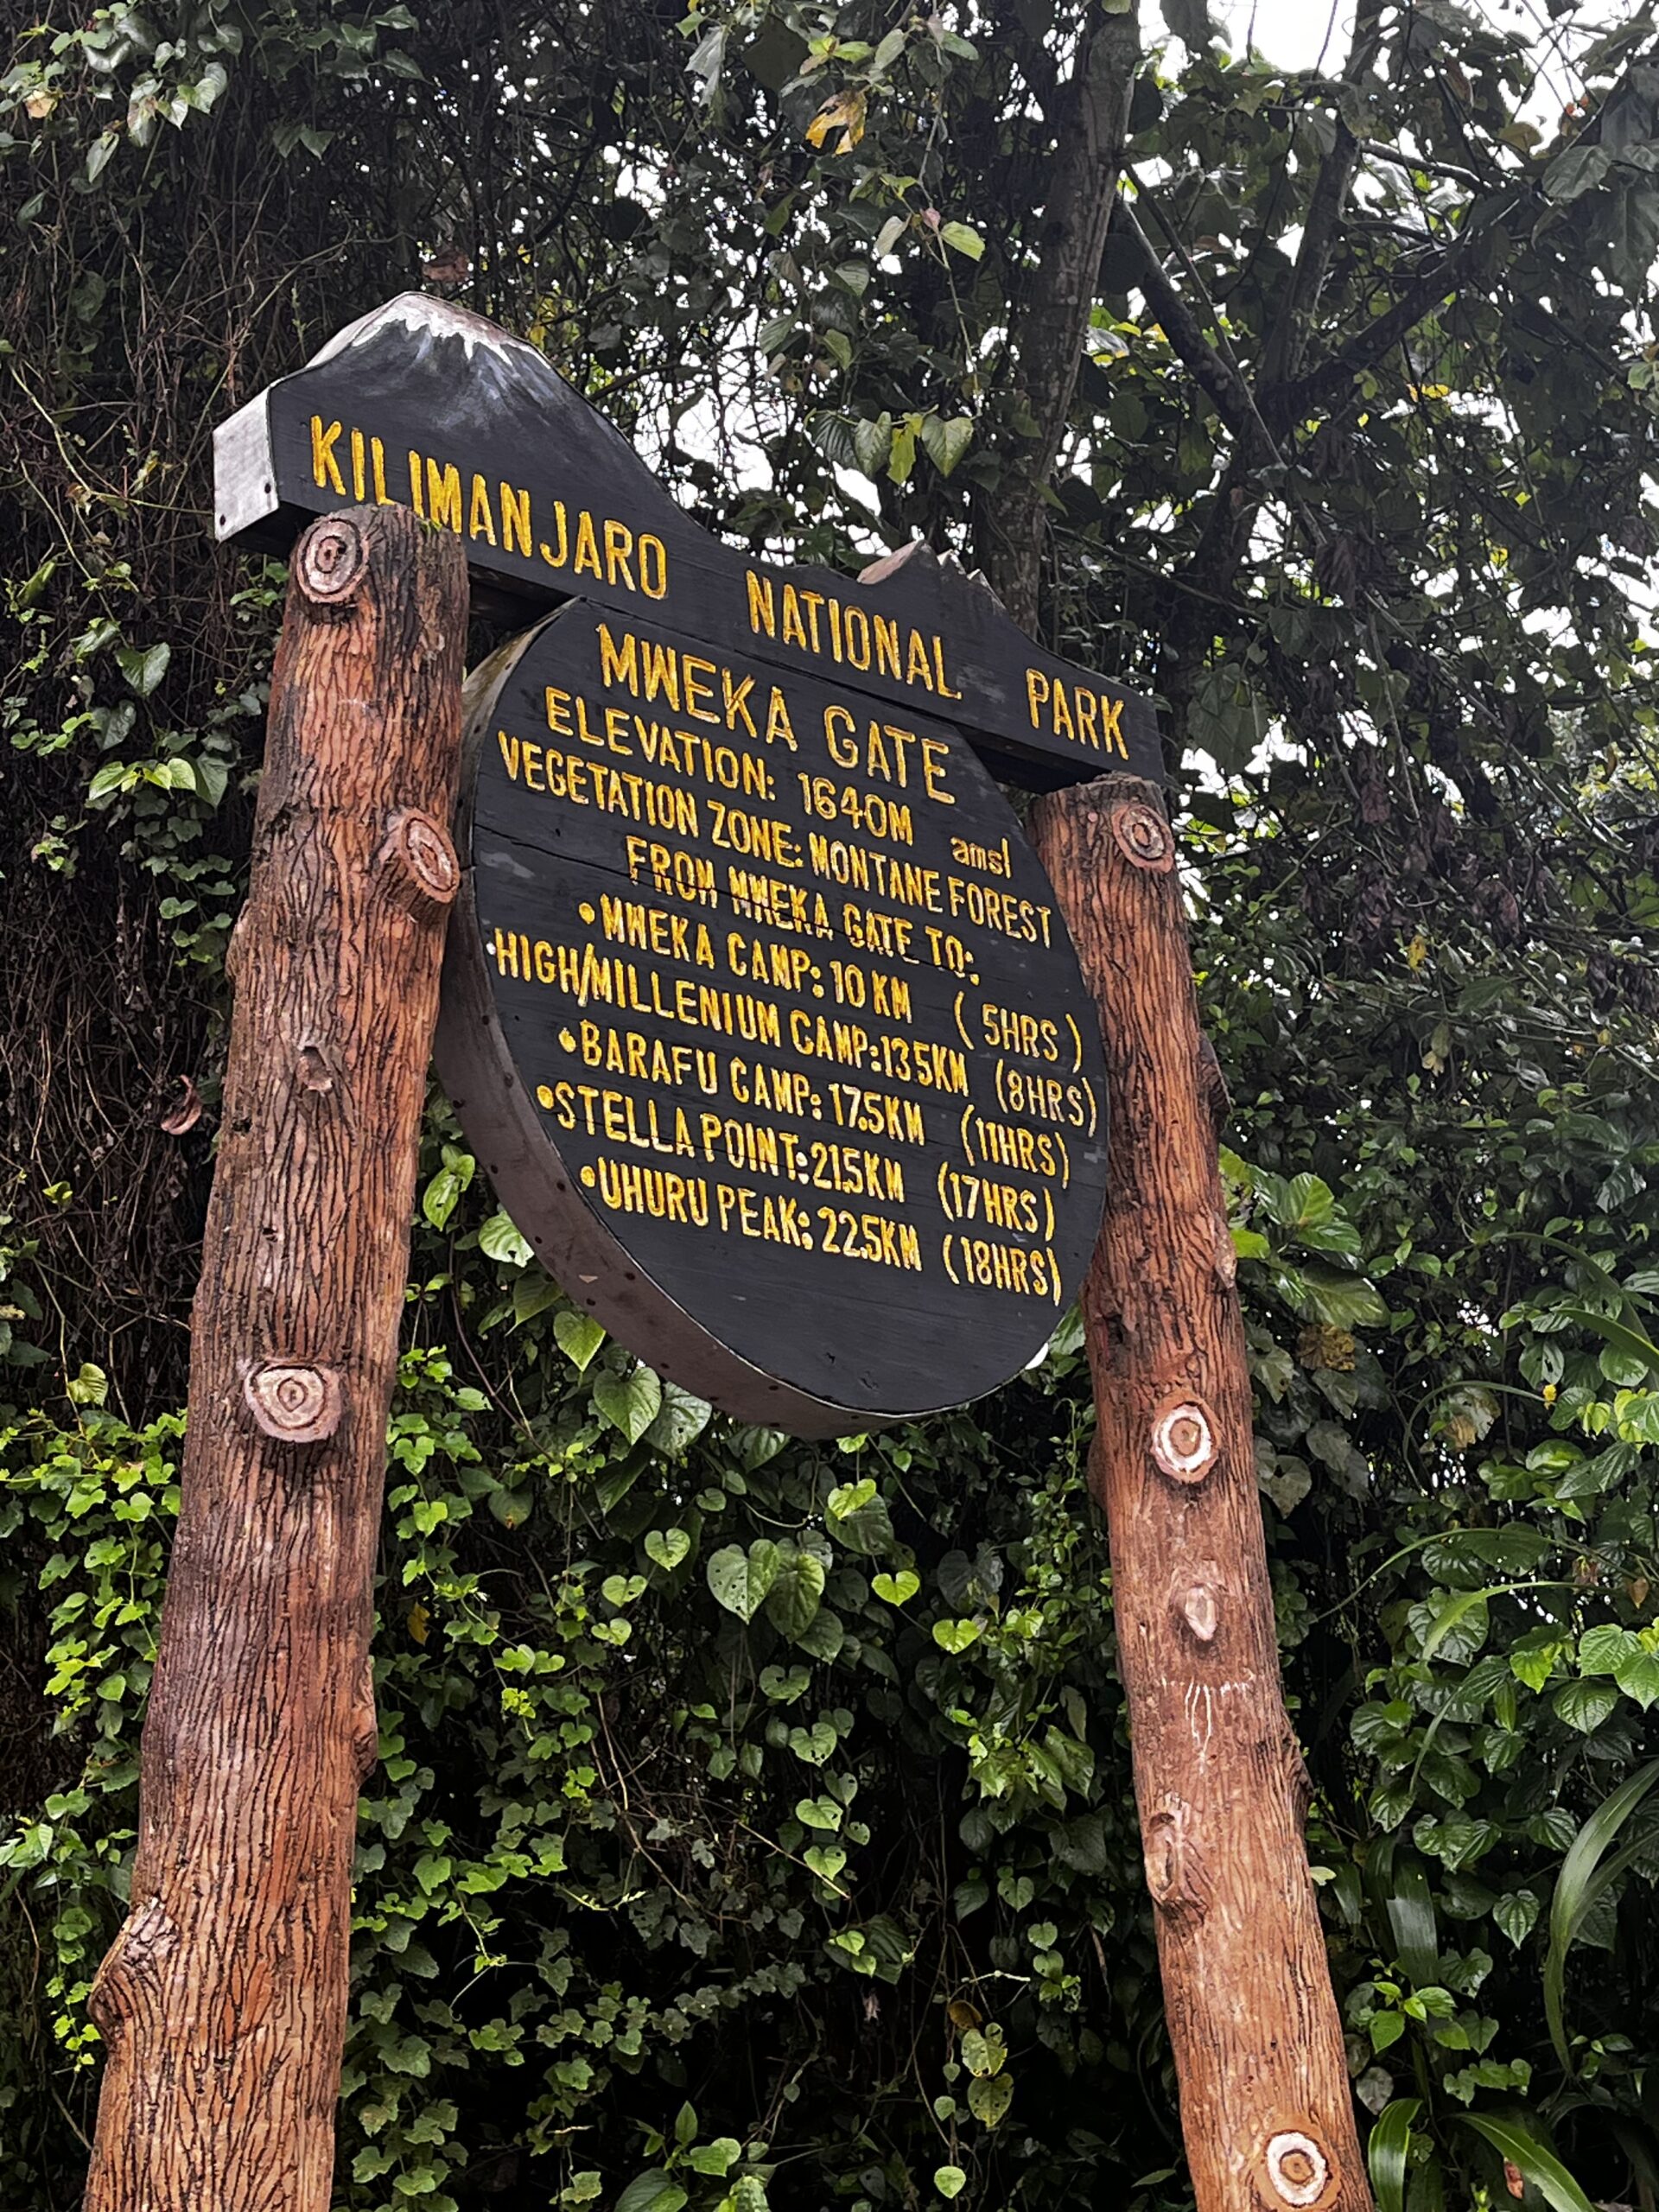 KILIMANJARO NATIONAL PARK
MWEKA GATE
ELEVATION: 1640M amsl
VEGETATION ZONE: MONTANE FOREST
FROM MWEKA GATE TO:
•MWEKA CAMP: 10 KM (5HRS)
•HIGH/MILLENIUM CAMP: 13.5KM (8HRS)
•BARAFU CAMP: 17.5KM (11HRS)
•STELLA POINT: 21.5KM (17HRS)
•UHURU PEAK: 22.5KM (18HRS)